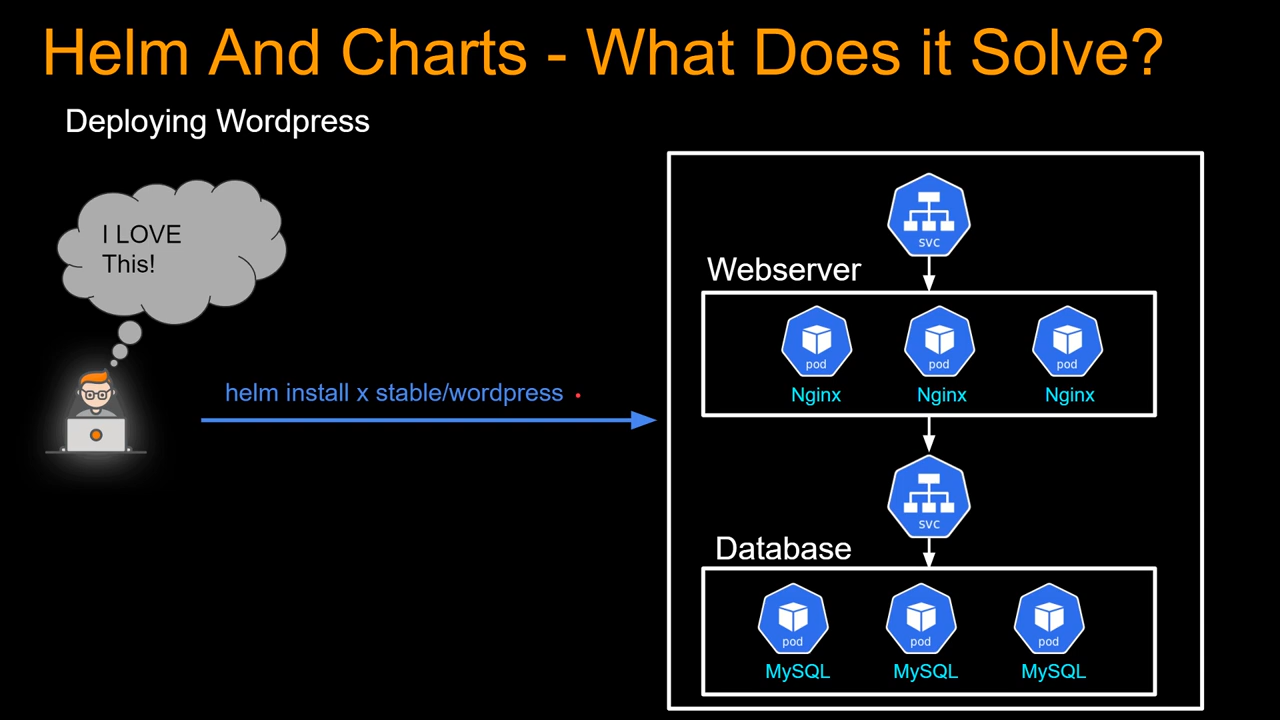 Helm And Charts - What Does it Solve?
Deploying Wordpress
I LOVE
This!
helm install x stable/wordpress
svc
Webserver
pod pod pod
Nginx Nginx Nginx
svc
Database
pod pod pod
MySQL MySQL MySQL